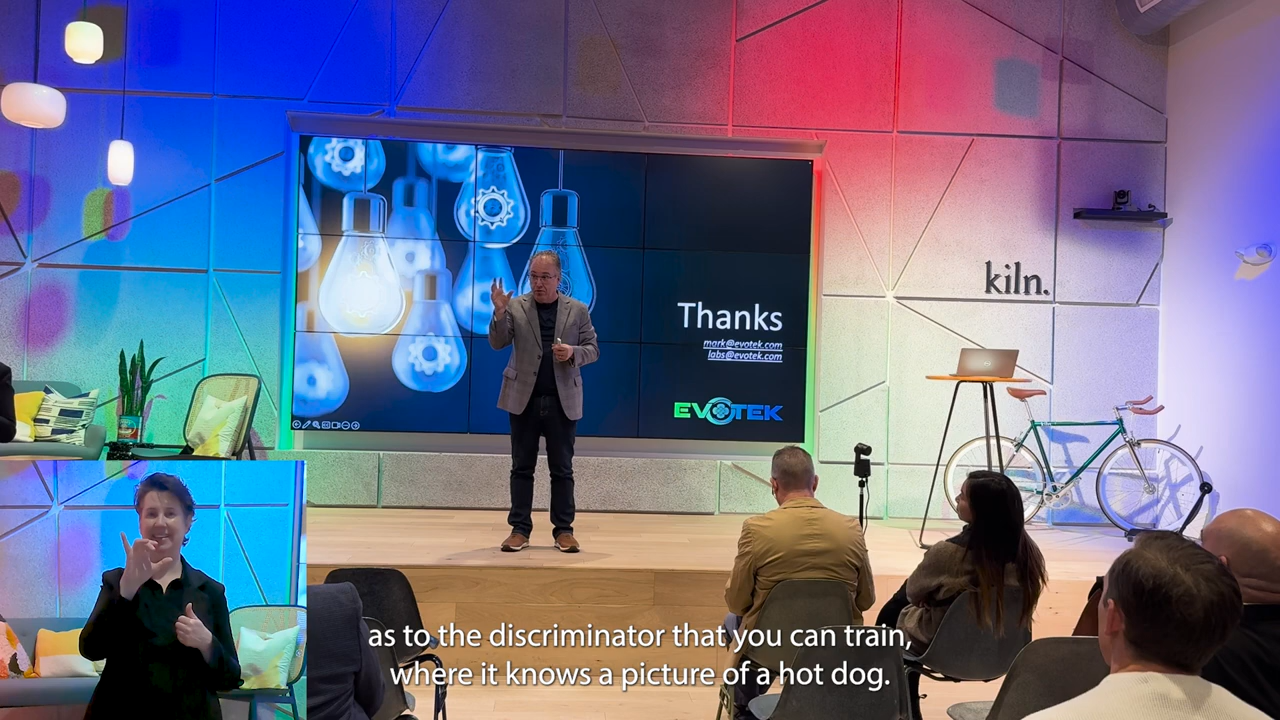 kiln.
Thanks
mark@evotek.com
labs@evotek.com
EVOTEK
kiln
as to the discriminator that you can train,
where it knows a picture of a hot dog.